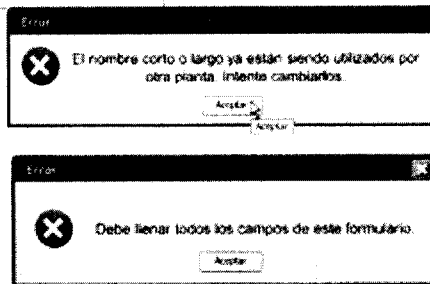 Error
El nombre corto o largo ya están siendo utilizados por
otra planta. Intente cambiarlos.
Aceptar
Aceptar
Error
Debe llenar todos los campos de este formulario.
Aceptar